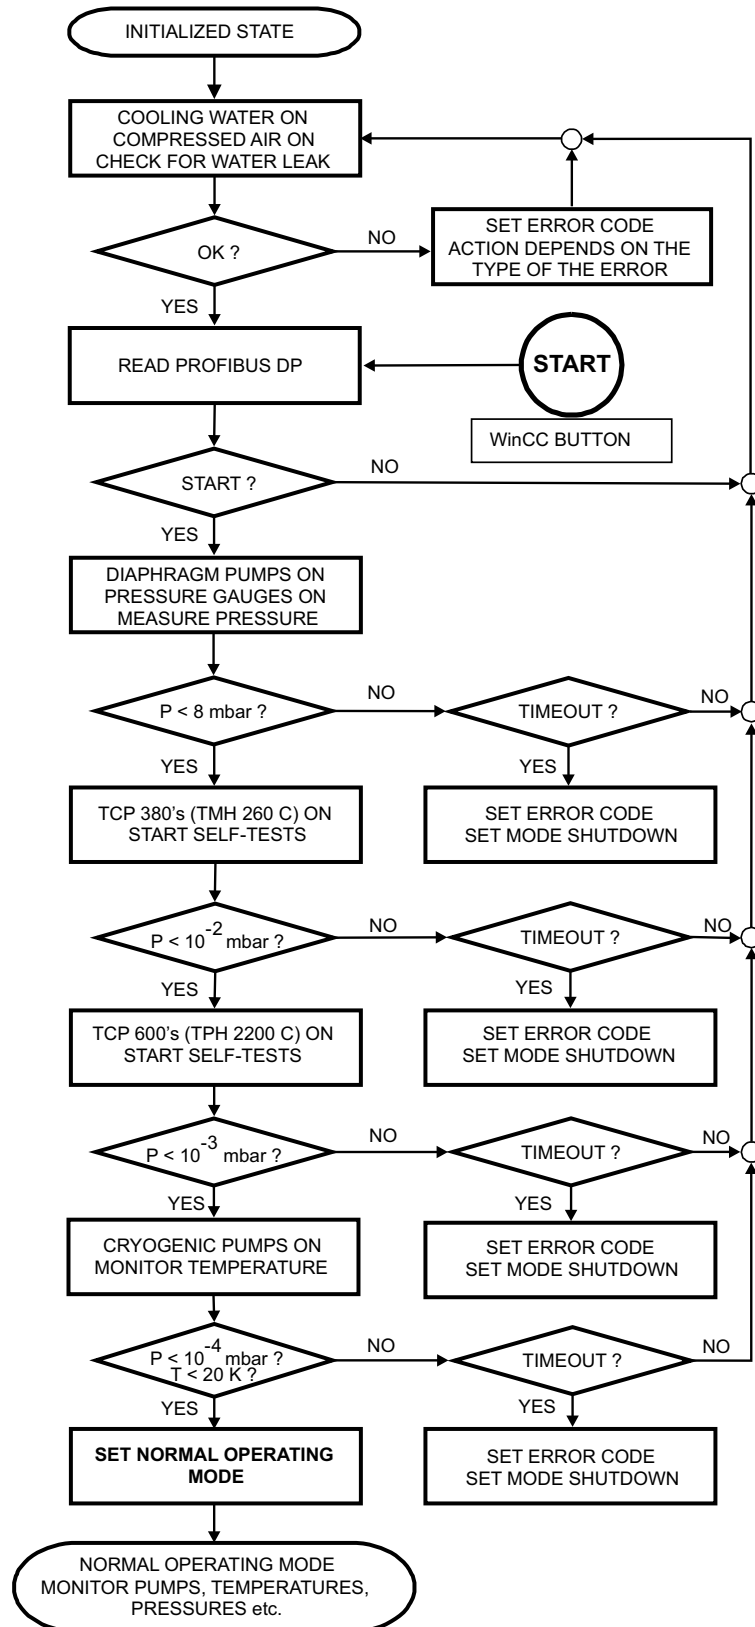 INITIALIZED STATE
COOLING WATER ON
COMPRESSED AIR ON
CHECK FOR WATER LEAK
OK ?
NO
SET ERROR CODE
ACTION DEPENDS ON THE
TYPE OF THE ERROR
YES
READ PROFIBUS DP
START
WinCC BUTTON
START ?
NO
YES
DIAPHRAGM PUMPS ON
PRESSURE GAUGES ON
MEASURE PRESSURE
P < 8 mbar ?
NO
TIMEOUT ?
NO
YES
YES
TCP 380's (TMH 260 C) ON
START SELF-TESTS
SET ERROR CODE
SET MODE SHUTDOWN
P < 10^-2 mbar ?
NO
TIMEOUT ?
NO
YES
YES
TCP 600's (TPH 2200 C) ON
START SELF-TESTS
SET ERROR CODE
SET MODE SHUTDOWN
P < 10^-3 mbar ?
NO
TIMEOUT ?
NO
YES
YES
CRYOGENIC PUMPS ON
MONITOR TEMPERATURE
SET ERROR CODE
SET MODE SHUTDOWN
P < 10^-4 mbar ?
T < 20 K ?
NO
TIMEOUT ?
NO
YES
YES
SET NORMAL OPERATING
MODE
SET ERROR CODE
SET MODE SHUTDOWN
NORMAL OPERATING MODE
MONITOR PUMPS, TEMPERATURES,
PRESSURES etc.